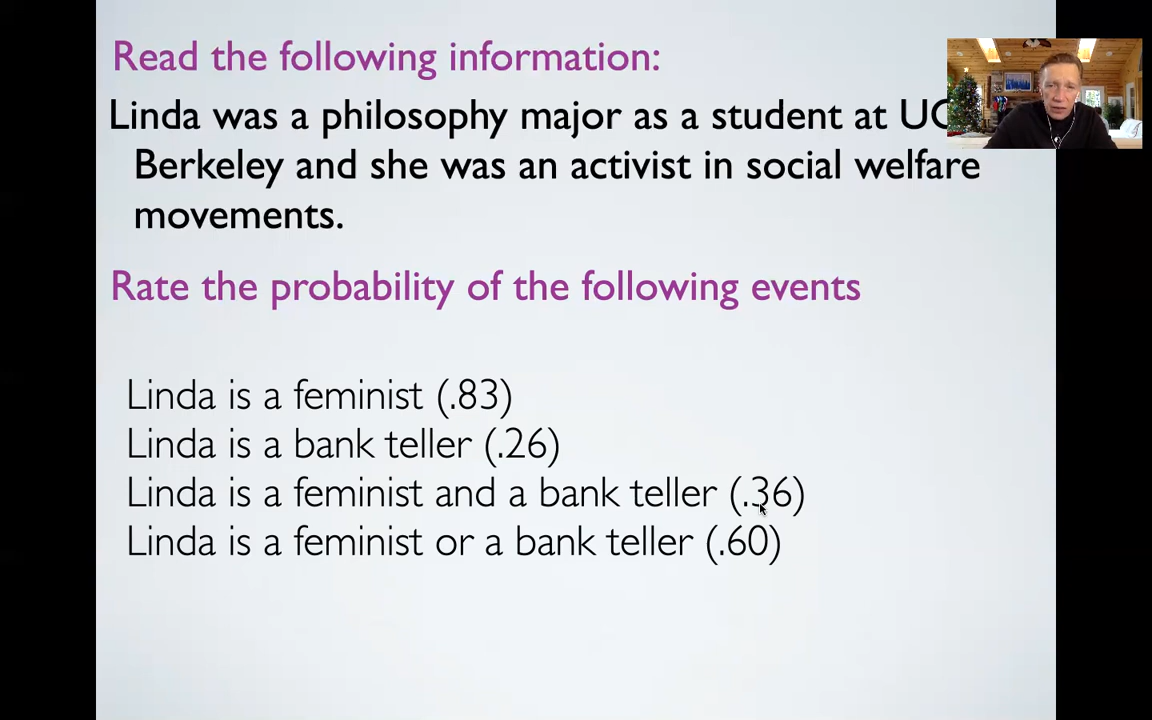 Read the following information:
Linda was a philosophy major as a student at UC
Berkeley and she was an activist in social welfare
movements.
Rate the probability of the following events
Linda is a feminist (.83)
Linda is a bank teller (.26)
Linda is a feminist and a bank teller (.36)
Linda is a feminist or a bank teller (.60)